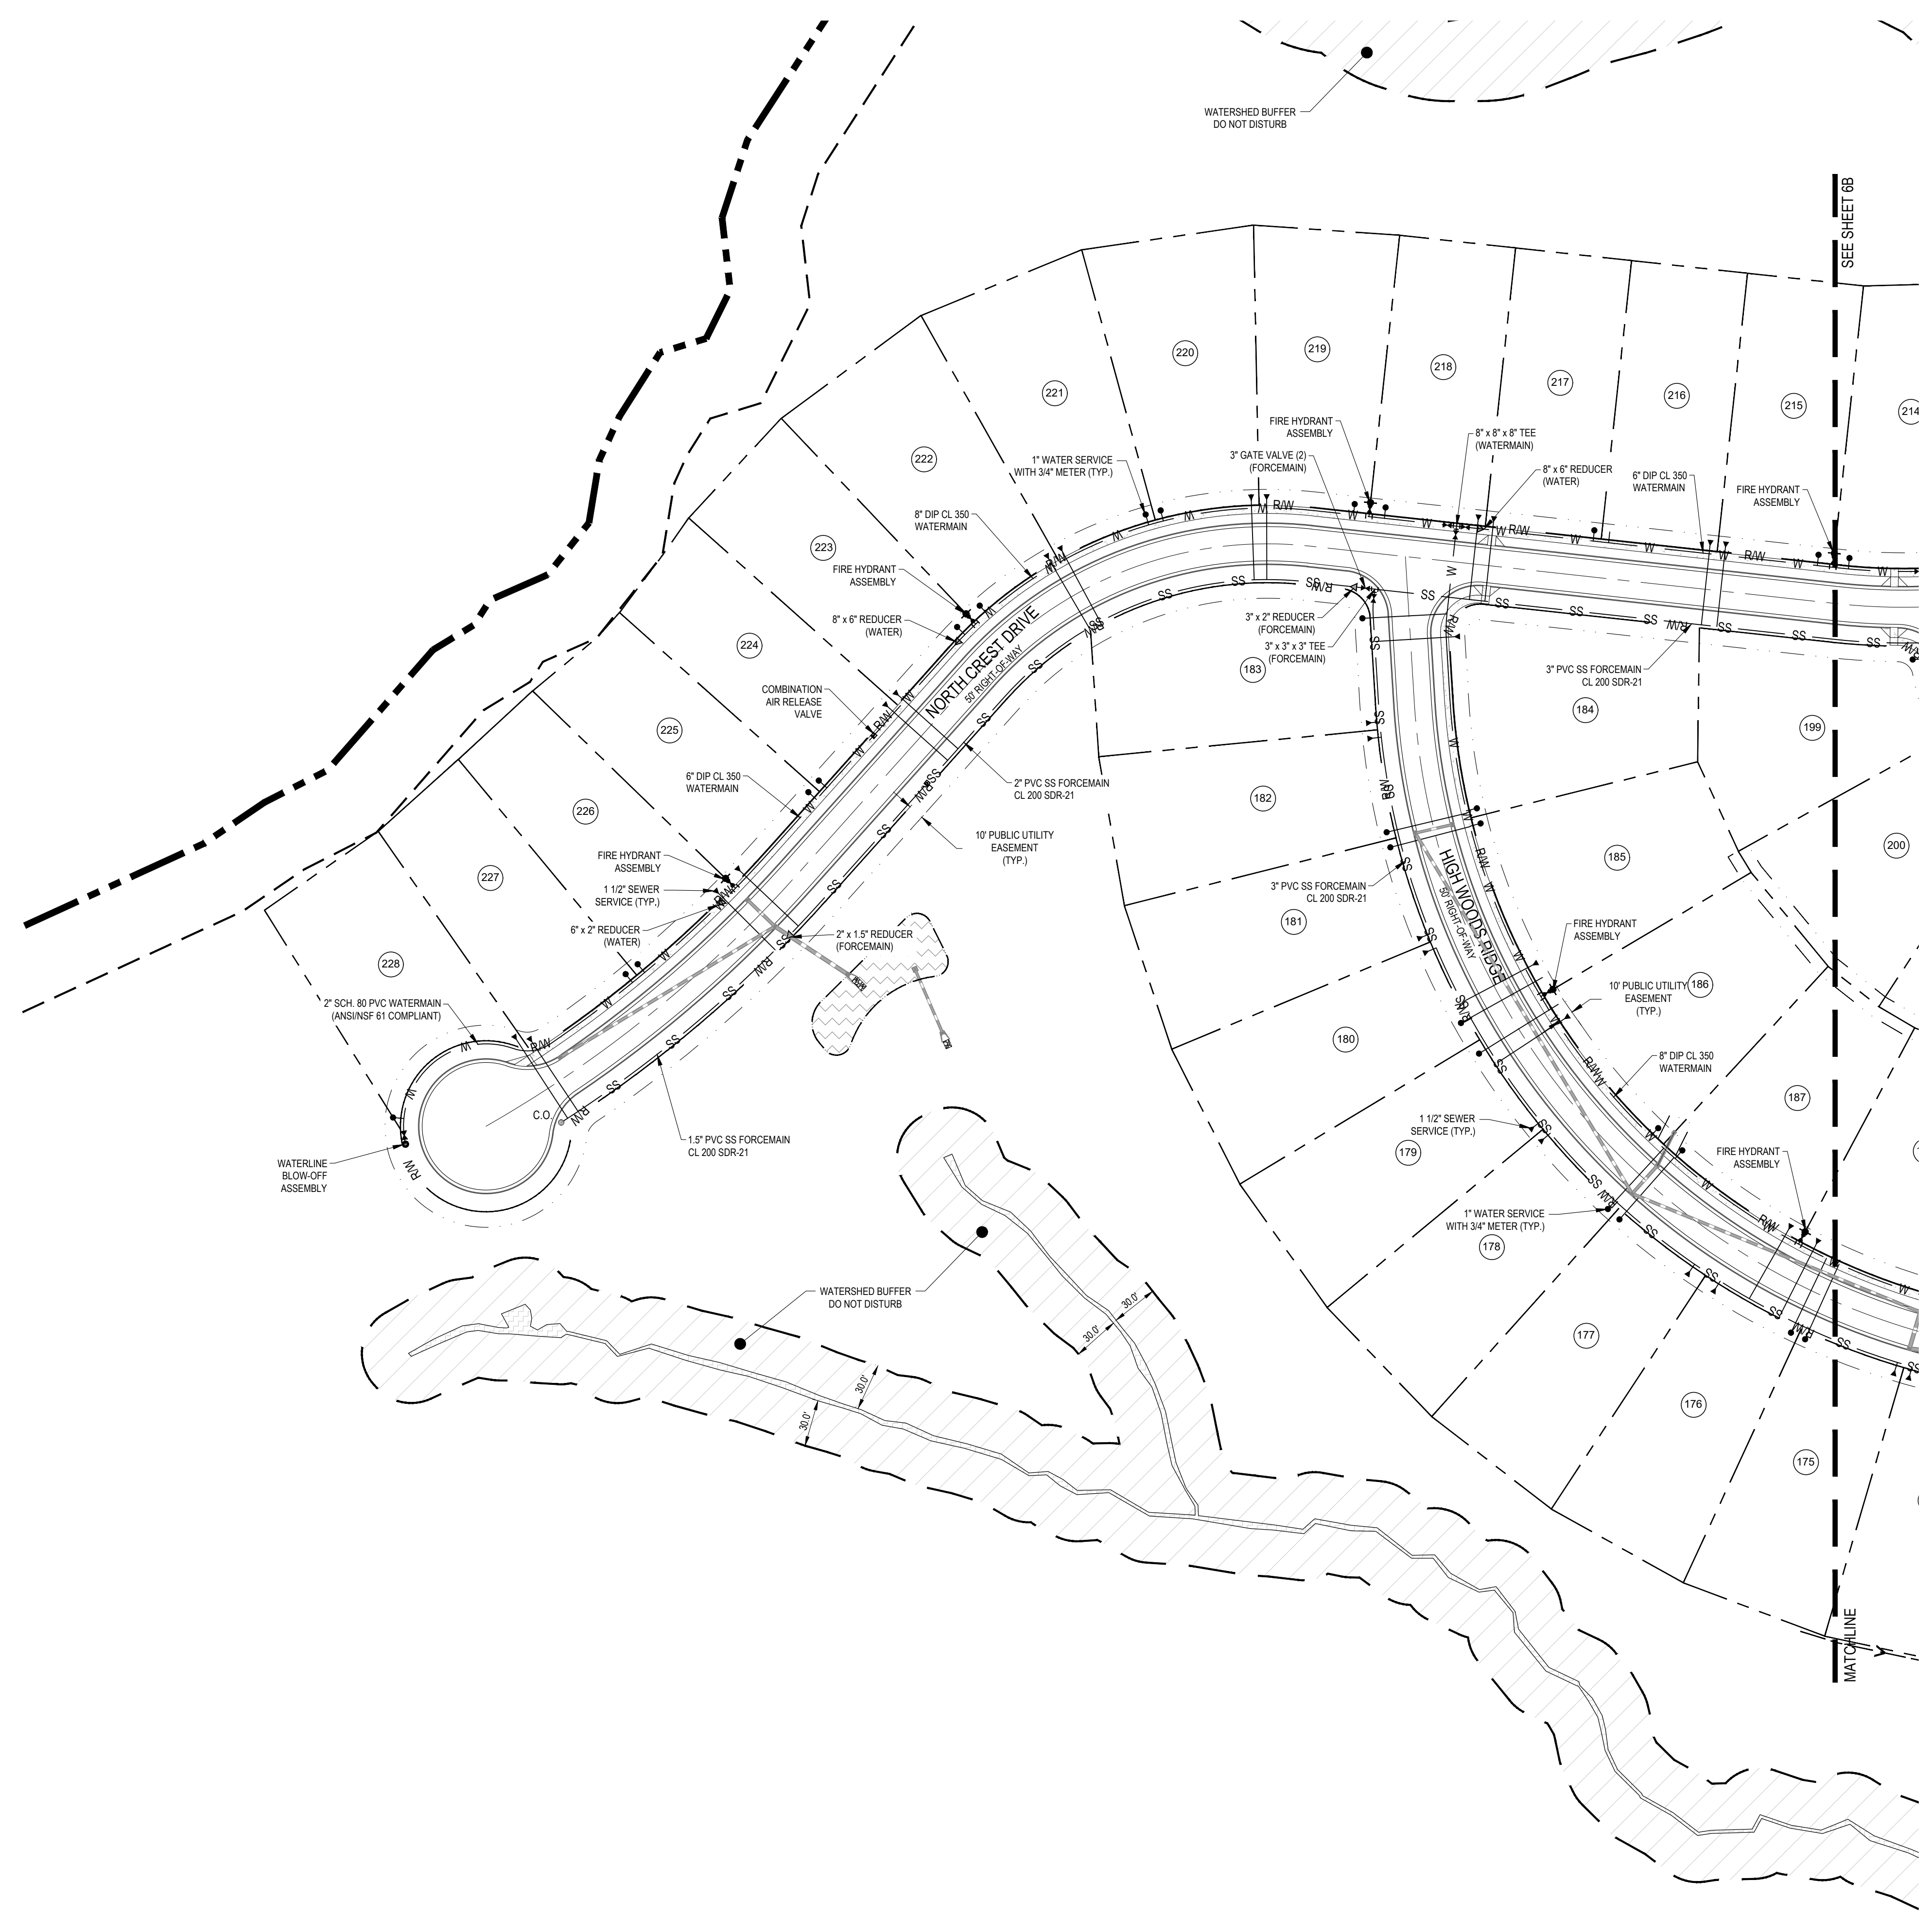 WATERSHED BUFFER
DO NOT DISTURB
SEE SHEET 6B
220
219
218
217
216
215
214
221
222
223
224
225
226
227
228
FIRE HYDRANT
ASSEMBLY
3" GATE VALVE (2)
(FORCEMAIN)
8" x 8" x 8" TEE
(WATERMAIN)
8" x 6" REDUCER
(WATER)
6" DIP CL 350
WATERMAIN
FIRE HYDRANT
ASSEMBLY
1" WATER SERVICE
WITH 3/4" METER (TYP.)
8" DIP CL 350
WATERMAIN
FIRE HYDRANT
ASSEMBLY
8" x 6" REDUCER
(WATER)
NORTH CREST DRIVE
50' RIGHT-OF-WAY
3" x 2" REDUCER
(FORCEMAIN)
3" x 3" x 3" TEE
(FORCEMAIN)
183
3" PVC SS FORCEMAIN
CL 200 SDR-21
184
199
COMBINATION
AIR RELEASE
VALVE
6" DIP CL 350
WATERMAIN
2" PVC SS FORCEMAIN
CL 200 SDR-21
10' PUBLIC UTILITY
EASEMENT
(TYP.)
182
200
185
FIRE HYDRANT
ASSEMBLY
1 1/2" SEWER
SERVICE (TYP.)
6" x 2" REDUCER
(WATER)
2" x 1.5" REDUCER
(FORCEMAIN)
3" PVC SS FORCEMAIN
CL 200 SDR-21
181
HIGH WOODS RIDGE
50' RIGHT-OF-WAY
FIRE HYDRANT
ASSEMBLY
10' PUBLIC UTILITY
EASEMENT
(TYP.)
186
2" SCH. 80 PVC WATERMAIN
(ANSI/NSF 61 COMPLIANT)
180
8" DIP CL 350
WATERMAIN
187
C.O.
1.5" PVC SS FORCEMAIN
CL 200 SDR-21
WATERLINE
BLOW-OFF
ASSEMBLY
1 1/2" SEWER
SERVICE (TYP.)
179
FIRE HYDRANT
ASSEMBLY
1" WATER SERVICE
WITH 3/4" METER (TYP.)
178
WATERSHED BUFFER
DO NOT DISTURB
30.0'
30.0'
30.0'
30.0'
177
176
175
MATCHLINE
R/W
W
SS